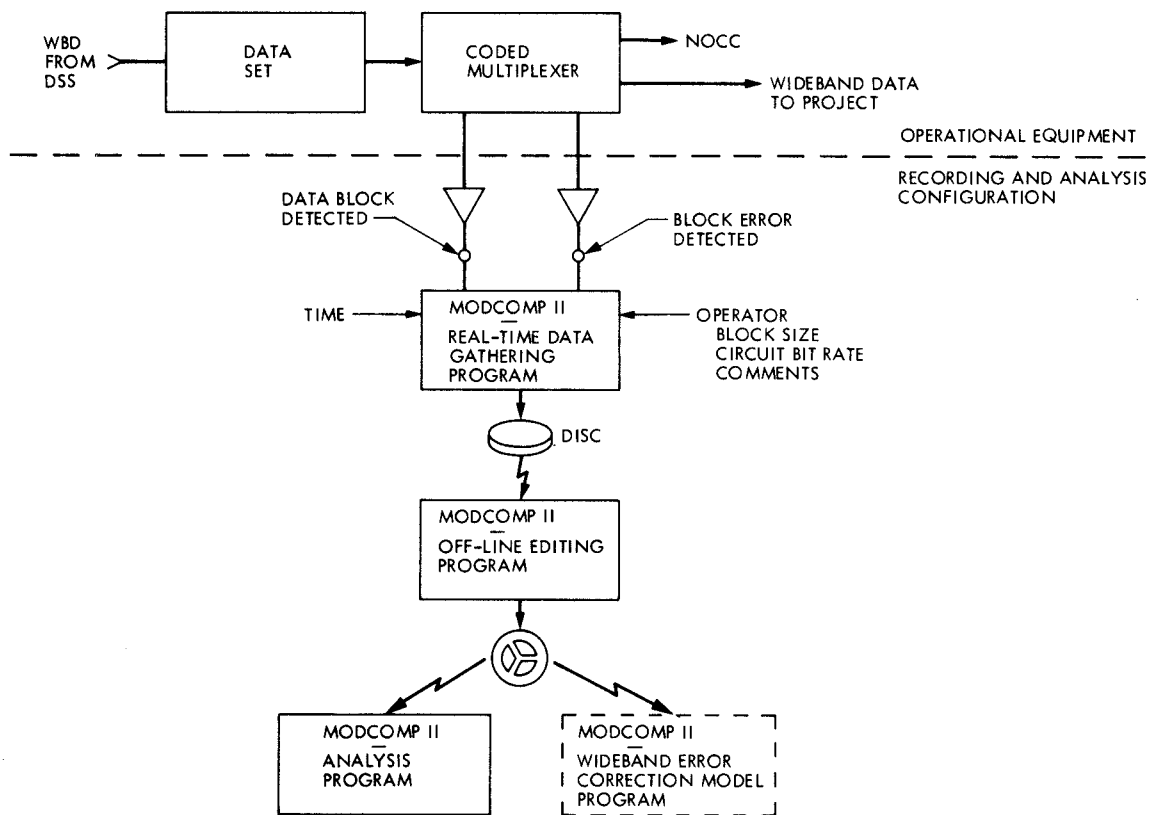 WBD
FROM
DSS
DATA
SET
CODED
MULTIPLEXER
NOCC
WIDEBAND DATA
TO PROJECT
OPERATIONAL EQUIPMENT
RECORDING AND ANALYSIS
CONFIGURATION
DATA BLOCK
DETECTED
BLOCK ERROR
DETECTED
TIME
MODCOMP II
REAL-TIME DATA
GATHERING
PROGRAM
OPERATOR
BLOCK SIZE
CIRCUIT BIT RATE
COMMENTS
DISC
MODCOMP II
OFF-LINE EDITING
PROGRAM
MODCOMP II
ANALYSIS
PROGRAM
MODCOMP II
WIDEBAND ERROR
CORRECTION MODEL
PROGRAM